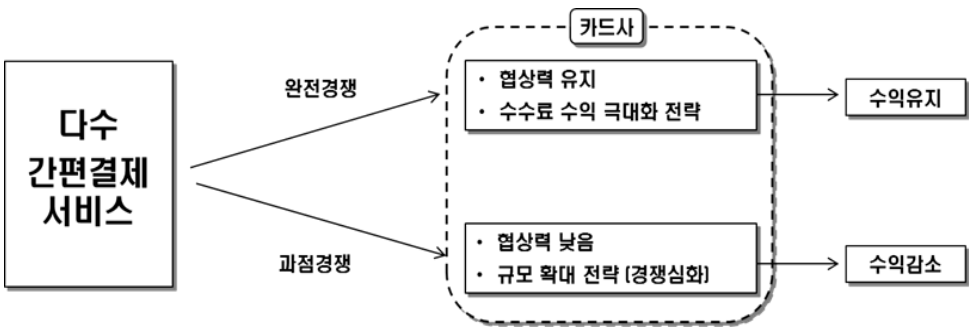 카드사
다수
간편결제
서비스
완전경쟁
• 협상력 유지
• 수수료 수익 극대화 전략
수익유지
과점경쟁
• 협상력 낮음
• 규모 확대 전략 (경쟁심화)
수익감소